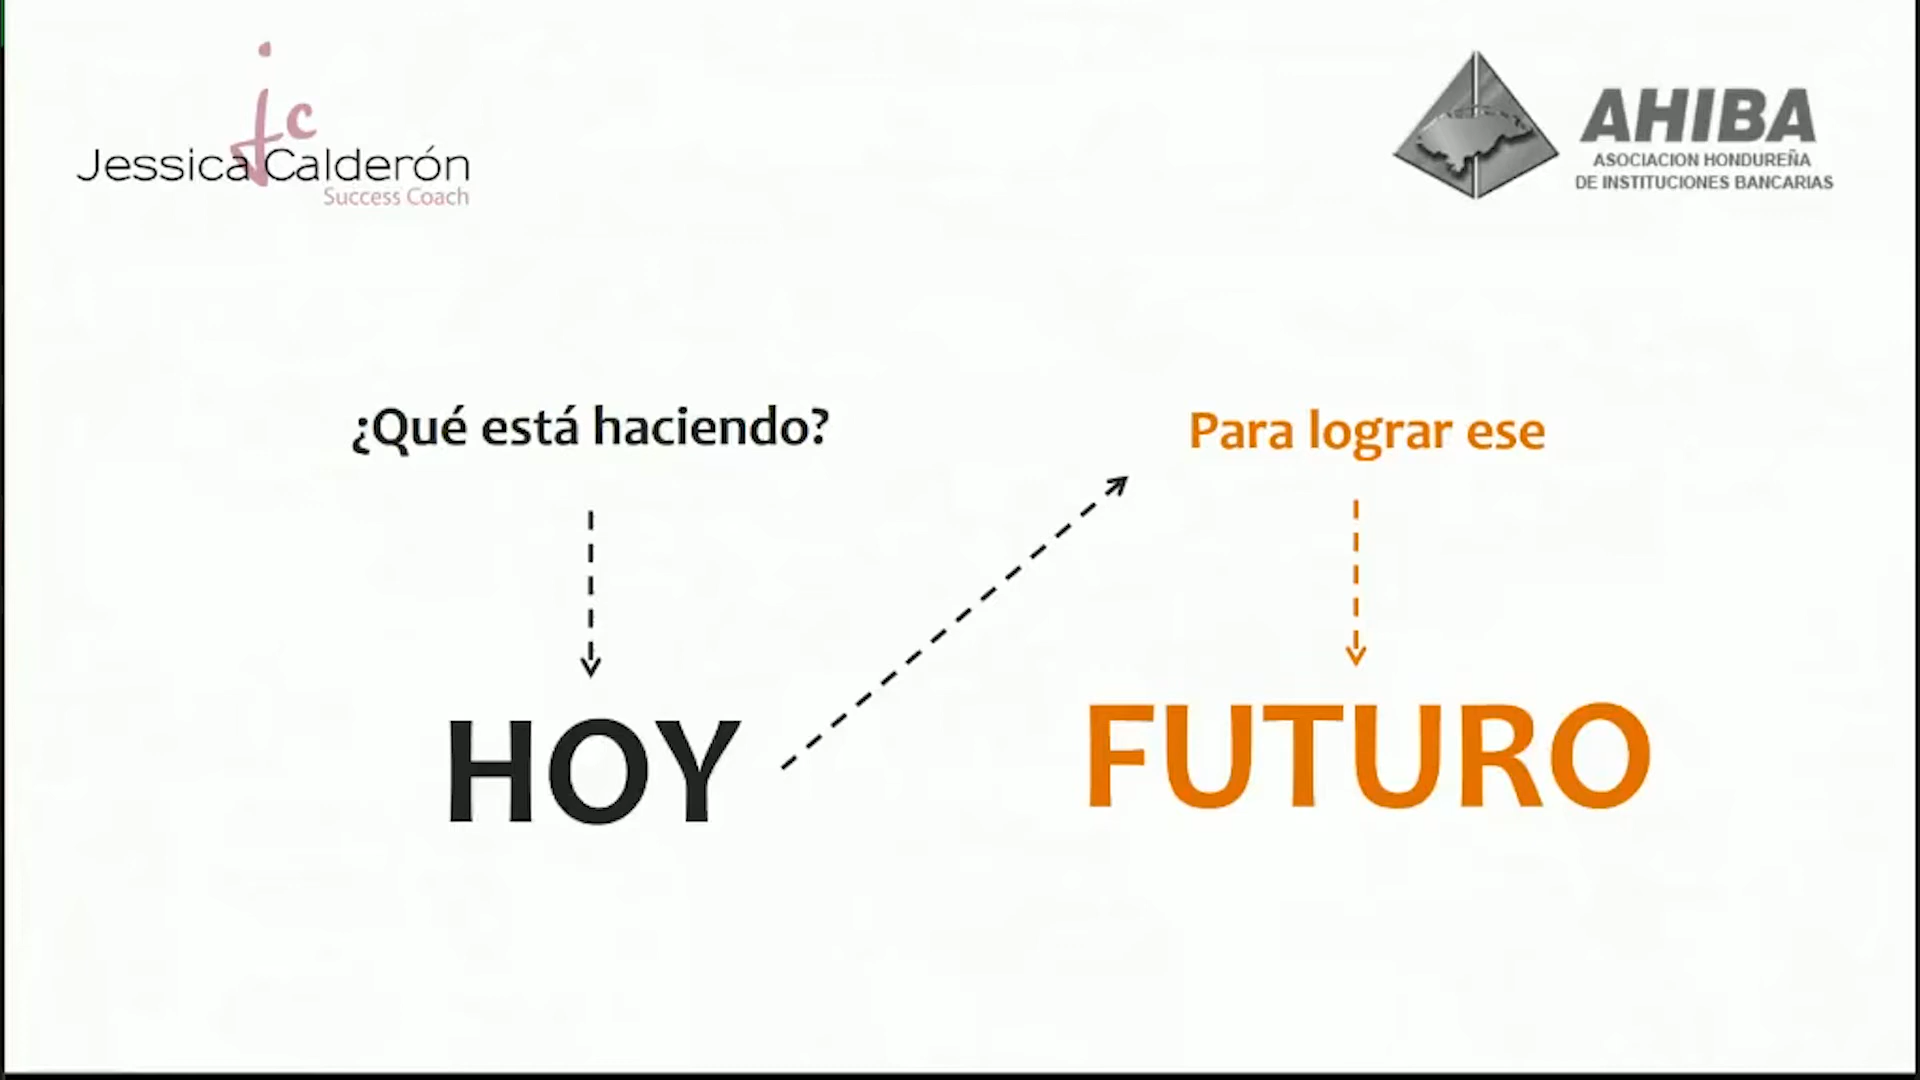 jc
Jessica Calderón
Success Coach
AHIBA
ASOCIACION HONDUREÑA
DE INSTITUCIONES BANCARIAS
¿Qué está haciendo?
HOY
Para lograr ese
FUTURO